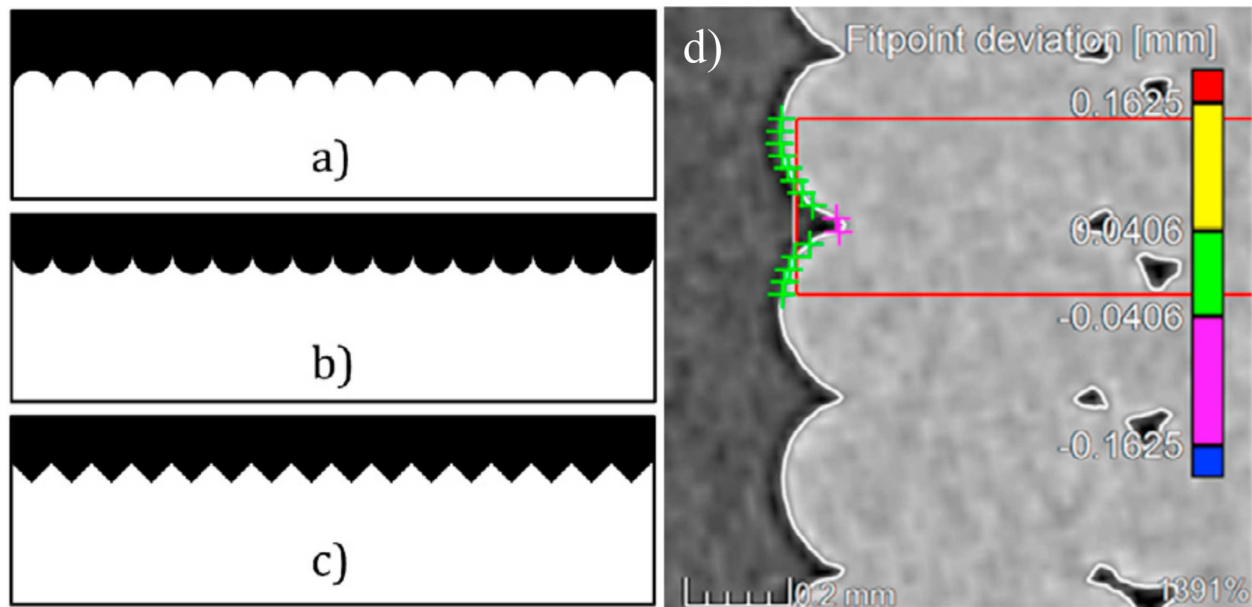 a)
b)
c)
d)
Fitpoint deviation [mm]
0.1625
0.0406
-0.0406
-0.1625
0.2 mm
1391%